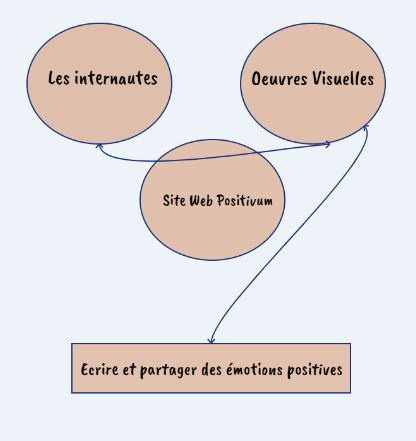 Les internautes
Oeuvres Visuelles
Site Web Positivum
Ecrire et partager des émotions positives